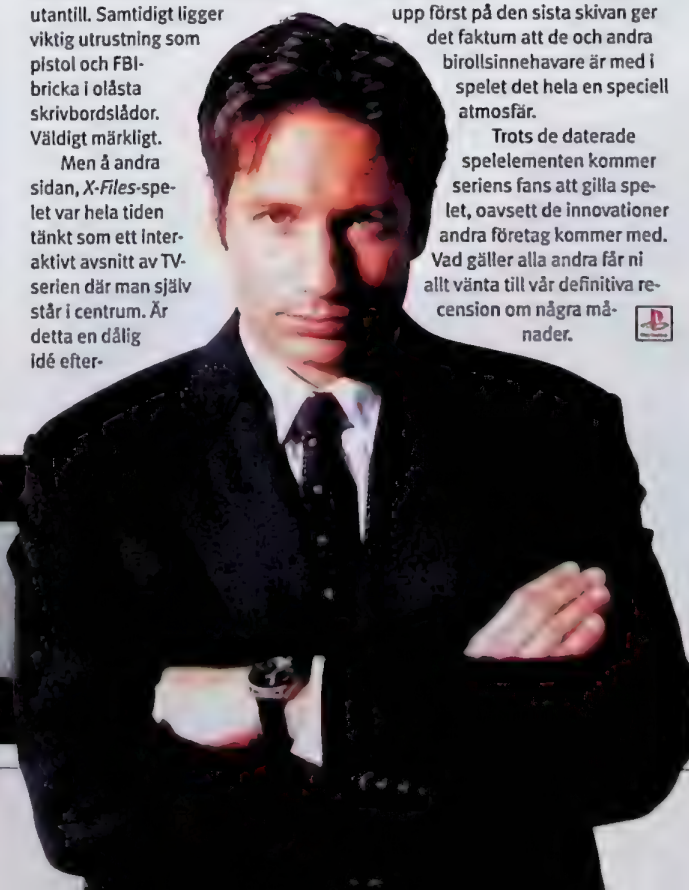 utantill. Samtidigt ligger
viktig utrustning som
pistol och FBI-
bricka i olåsta
skrivbordslådor.
Väldigt märkligt.
Men å andra
sidan, X-Files-spe-
let var hela tiden
tänkt som ett inter-
aktivt avsnitt av TV-
serien där man själv
står i centrum. Är
detta en dålig
idé efter-
upp först på den sista skivan ger
det faktum att de och andra
birollsinnehavare är med i
spelet det hela en speciell
atmosfär.
Trots de daterade
spelelementen kommer
seriens fans att gilla spe-
let, oavsett de innovationer
andra företag kommer med.
Vad gäller alla andra får ni
allt vänta till vår definitiva re-
cension om några må-
nader.